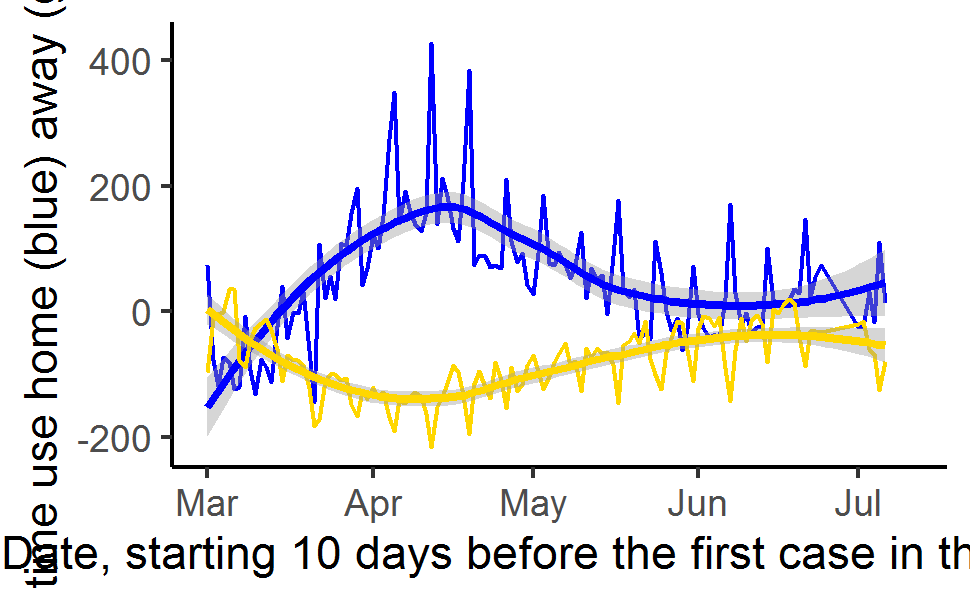 time use home (blue) away (
400
200
0
-200
Mar Apr May Jun Jul
Date, starting 10 days before the first case in th